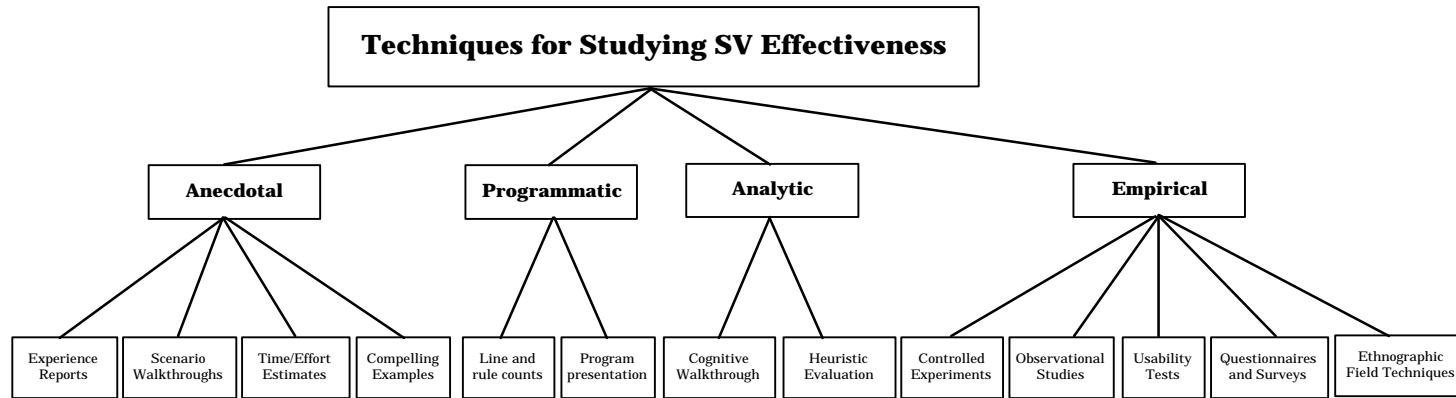 Techniques for Studying SV Effectiveness
Anecdotal
Programmatic
Analytic
Empirical
Experience
Reports
Scenario
Walkthroughs
Time/Effort
Estimates
Compelling
Examples
Line and
rule counts
Program
presentation
Cognitive
Walkthrough
Heuristic
Evaluation
Controlled
Experiments
Observational
Studies
Usability
Tests
Questionnaires
and Surveys
Ethnographic
Field Techniques